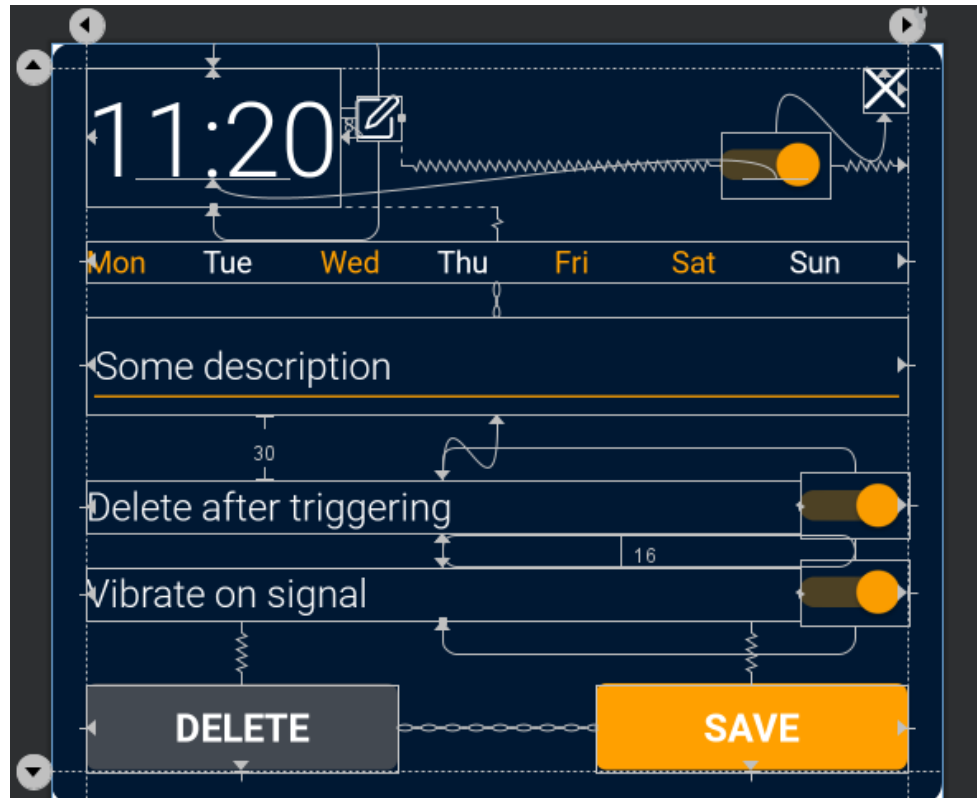 11:20
Mon Tue Wed Thu Fri Sat Sun
Some description
30
Delete after triggering
16
Vibrate on signal
DELETE SAVE